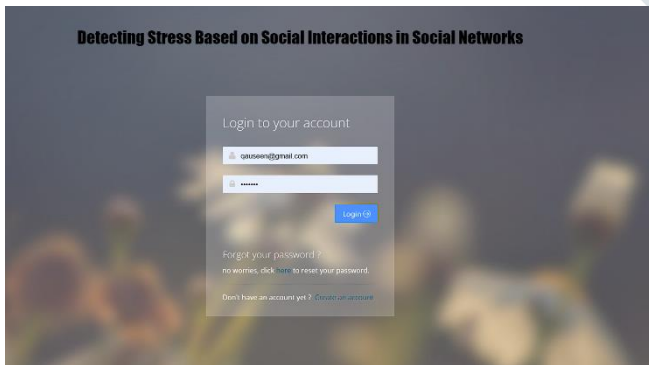 Detecting Stress Based on Social Interactions in Social Networks
Login to your account
qauseen@gmail.com
•••••••
Login
Forgot your password ?
no worries, click here to reset your password.
Don't have an account yet ? Create an account